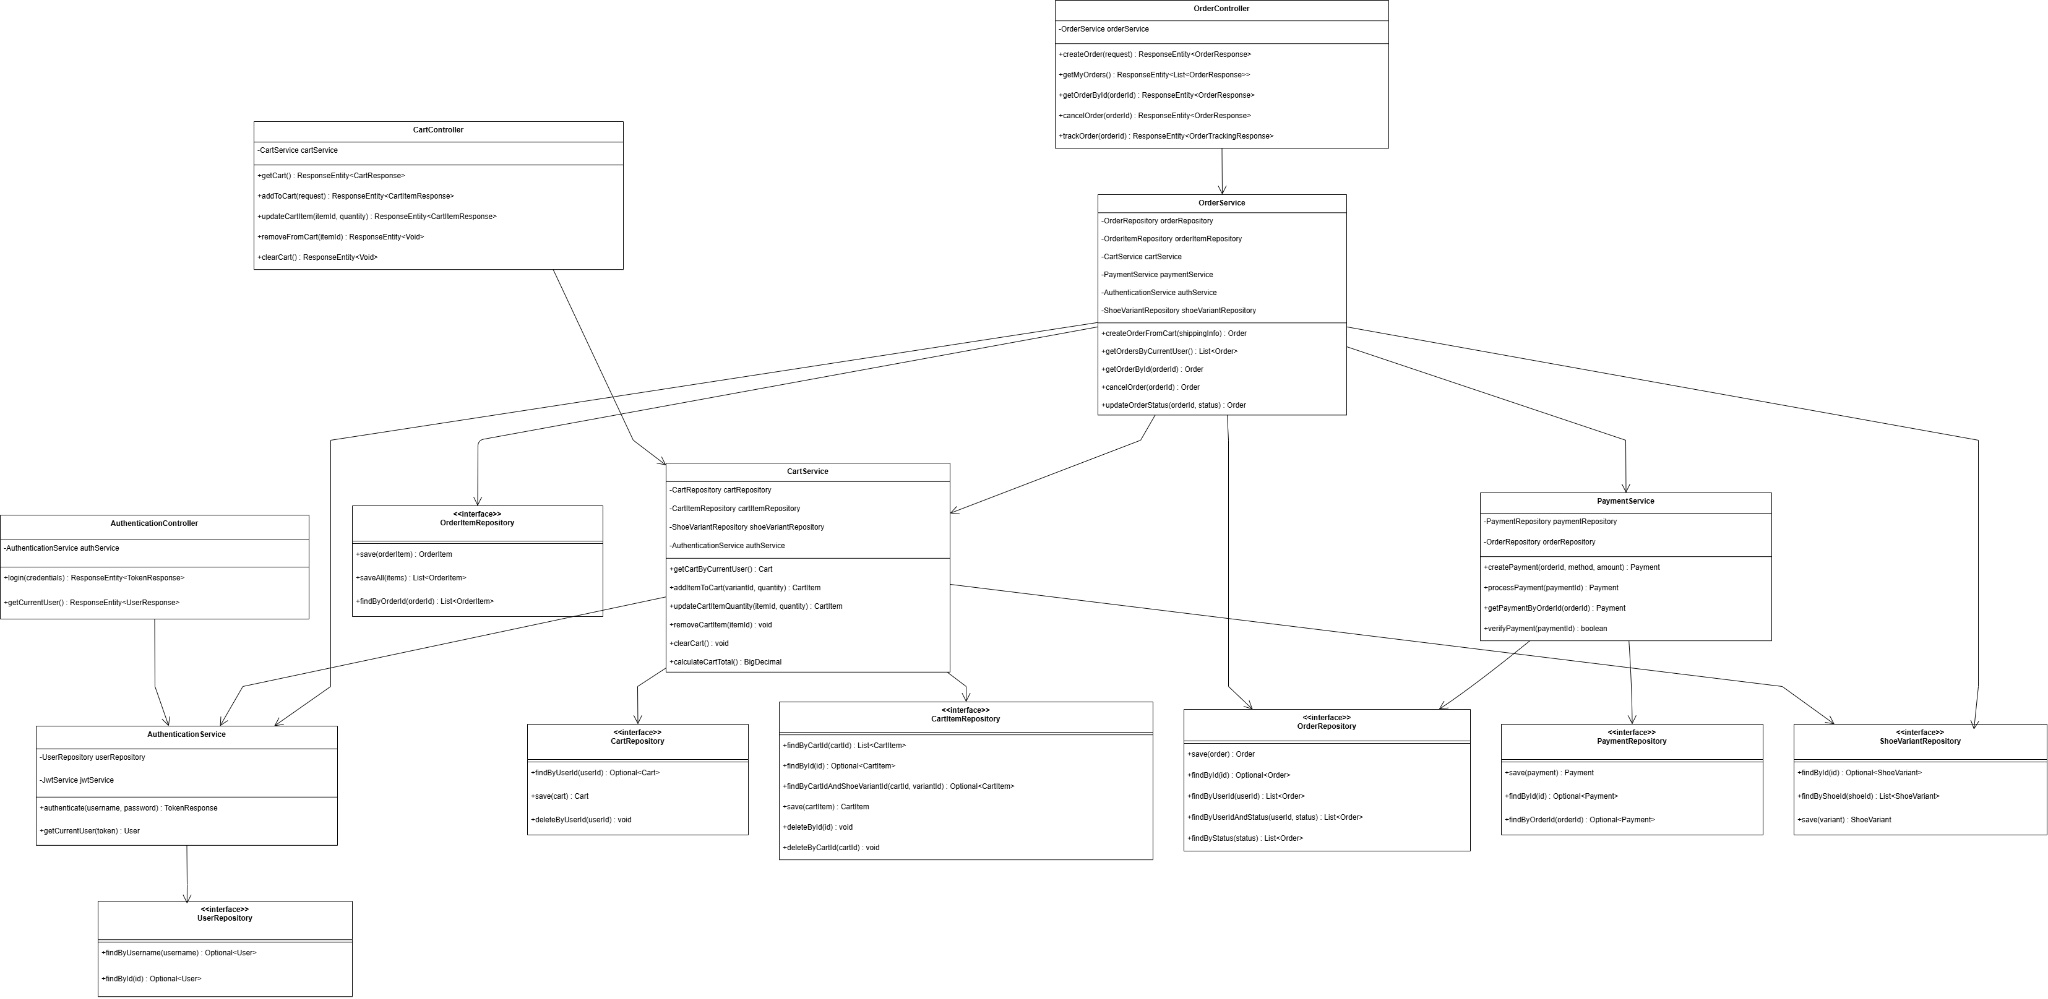 OrderController
-OrderService orderService
+createOrder(request) : ResponseEntity<OrderResponse>
+getMyOrders() : ResponseEntity<List<OrderResponse>>
+getOrderById(orderId) : ResponseEntity<OrderResponse>
+cancelOrder(orderId) : ResponseEntity<OrderResponse>
+trackOrder(orderId) : ResponseEntity<OrderTrackingResponse>
CartController
-CartService cartService
+getCart() : ResponseEntity<CartResponse>
+addToCart(request) : ResponseEntity<CartItemResponse>
+updateCartItem(itemId, quantity) : ResponseEntity<CartItemResponse>
+removeFromCart(itemId) : ResponseEntity<Void>
+clearCart() : ResponseEntity<Void>
OrderService
-OrderRepository orderRepository
-OrderItemRepository orderItemRepository
-CartService cartService
-PaymentService paymentService
-AuthenticationService authService
-ShoeVariantRepository shoeVariantRepository
+createOrderFromCart(shippingInfo) : Order
+getOrdersByCurrentUser() : List<Order>
+getOrderById(orderId) : Order
+cancelOrder(orderId) : Order
+updateOrderStatus(orderId, status) : Order
CartService
-CartRepository cartRepository
-CartItemRepository cartItemRepository
-ShoeVariantRepository shoeVariantRepository
-AuthenticationService authService
+getCartByCurrentUser() : Cart
+addItemToCart(variantId, quantity) : CartItem
+updateCartItemQuantity(itemId, quantity) : CartItem
+removeCartItem(itemId) : void
+clearCart() : void
+calculateCartTotal() : BigDecimal
PaymentService
-PaymentRepository paymentRepository
-OrderRepository orderRepository
+createPayment(orderId, method, amount) : Payment
+processPayment(paymentId) : Payment
+getPaymentByOrderId(orderId) : Payment
+verifyPayment(paymentId) : boolean
<<interface>>
OrderItemRepository
+save(orderItem) : OrderItem
+saveAll(items) : List<OrderItem>
+findByOrderId(orderId) : List<OrderItem>
AuthenticationController
-AuthenticationService authService
+login(credentials) : ResponseEntity<TokenResponse>
+getCurrentUser() : ResponseEntity<UserResponse>
AuthenticationService
-UserRepository userRepository
-JwtService jwtService
+authenticate(username, password) : TokenResponse
+getCurrentUser(token) : User
<<interface>>
CartRepository
+findByUserId(userId) : Optional<Cart>
+save(cart) : Cart
+deleteByUserId(userId) : void
<<interface>>
CartItemRepository
+findByCartId(cartId) : List<CartItem>
+findById(id) : Optional<CartItem>
+findByCartIdAndShoeVariantId(cartId, variantId) : Optional<CartItem>
+save(cartItem) : CartItem
+deleteById(id) : void
+deleteByCartId(cartId) : void
<<interface>>
OrderRepository
+save(order) : Order
+findById(id) : Optional<Order>
+findByUserId(userId) : List<Order>
+findByUserIdAndStatus(userId, status) : List<Order>
+findByStatus(status) : List<Order>
<<interface>>
PaymentRepository
+save(payment) : Payment
+findById(id) : Optional<Payment>
+findByOrderId(orderId) : Optional<Payment>
<<interface>>
ShoeVariantRepository
+findById(id) : Optional<ShoeVariant>
+findByShoeId(shoeId) : List<ShoeVariant>
+save(variant) : ShoeVariant
<<interface>>
UserRepository
+findByUsername(username) : Optional<User>
+findById(id) : Optional<User>